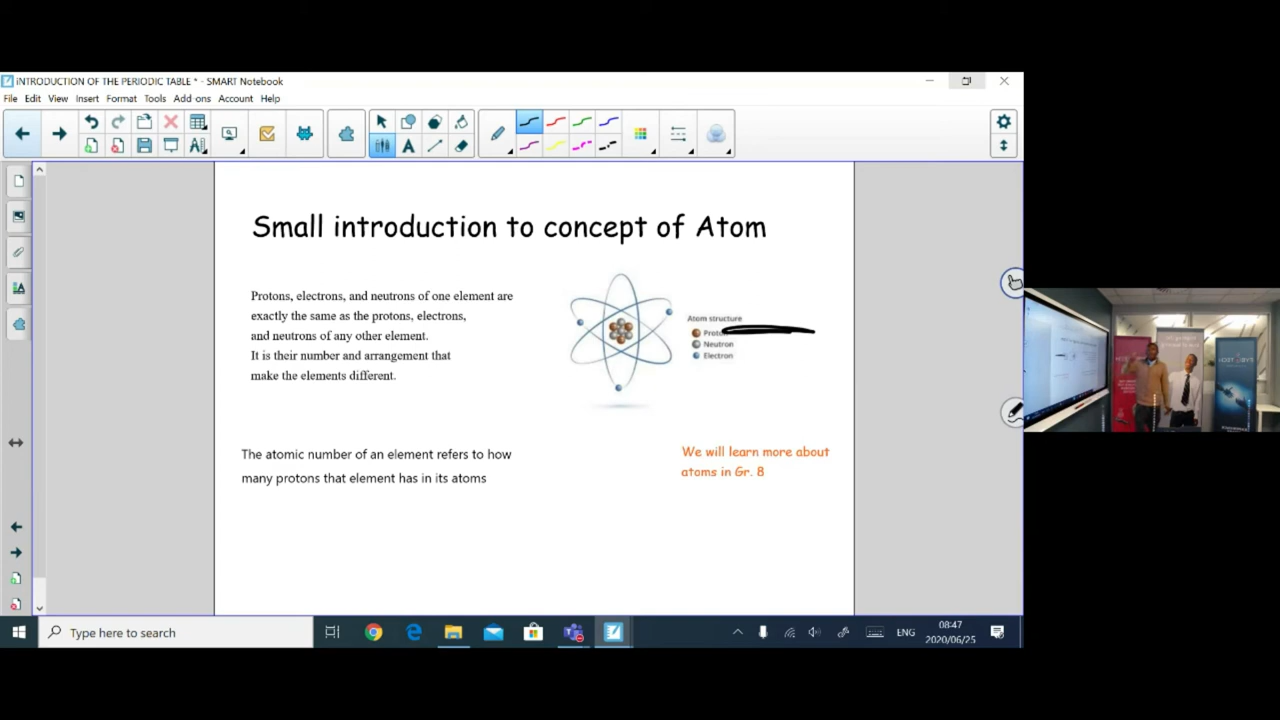 iNTRODUCTION OF THE PERIODIC TABLE * - SMART Notebook
File Edit View Insert Format Tools Add-ons Account Help
Small introduction to concept of Atom
Protons, electrons, and neutrons of one element are
exactly the same as the protons, electrons,
and neutrons of any other element.
It is their number and arrangement that
make the elements different.
Atom structure
Neutron
Electron
The atomic number of an element refers to how
many protons that element has in its atoms
We will learn more about
atoms in Gr. 8
Type here to search
ENG
08:47
2020/06/25